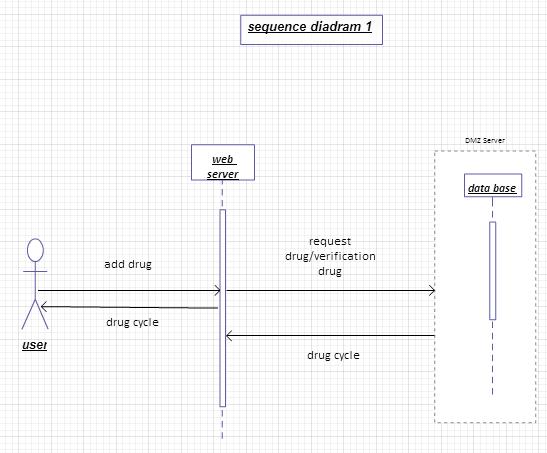 sequence diadram 1
DMZ Server
web
server
data base
request
drug/verification
drug
add drug
drug cycle
user
drug cycle